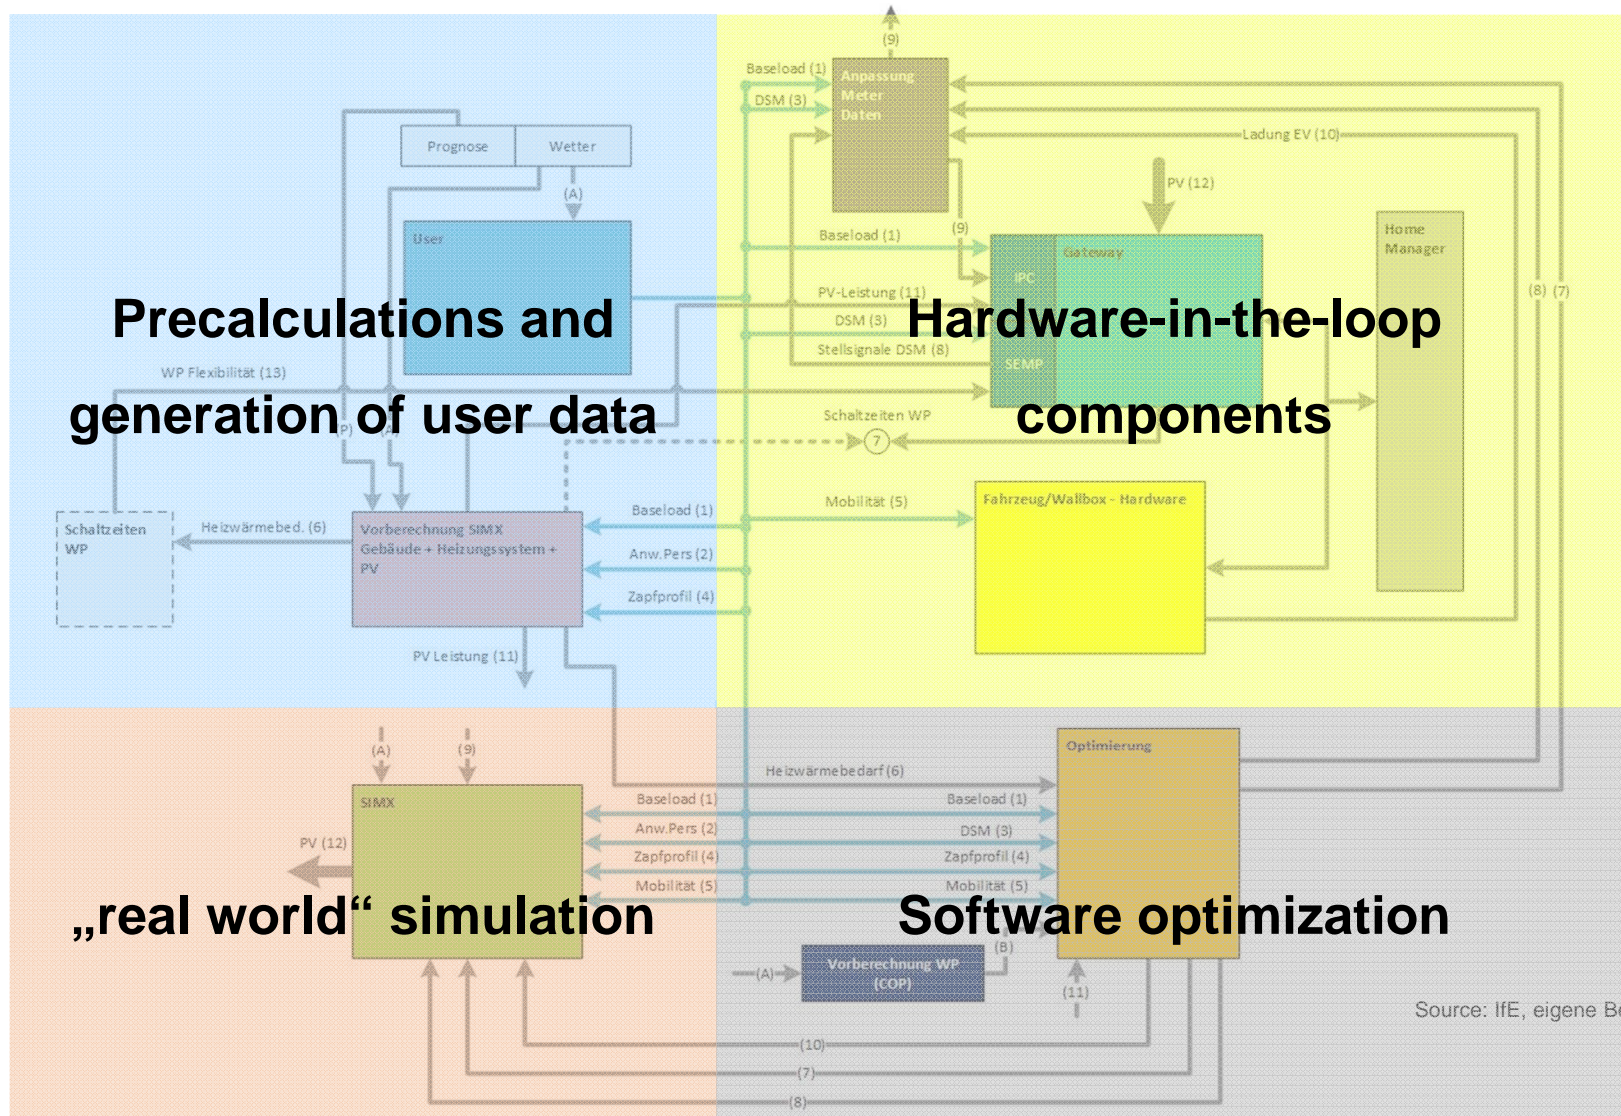 (9)
Baseload (1)
DSM (3)
Anpassung
Meter
Daten
Ladung EV (10)
Prognose
Wetter
(A)
PV (12)
User
Baseload (1)
(9)
Gateway
IPC
Home
Manager
(8)
(7)
PV-Leistung (11)
DSM (3)
Stellsignale DSM (8)
SEMP
Precalculations and
generation of user data
Hardware-in-the-loop
components
WP Flexibilität (13)
(P)
(A)
Schaltzeiten WP
7
Schaltzeiten
WP
Heizwärmebed. (6)
Vorberechnung SIMX
Gebäude + Heizungssystem +
PV
Baseload (1)
Anw.Pers (2)
Zapfprofil (4)
Mobilität (5)
Fahrzeug/Wallbox - Hardware
PV Leistung (11)
(A)
(9)
SIMX
PV (12)
Heizwärmebedarf (6)
Baseload (1)
Anw.Pers (2)
Zapfprofil (4)
Mobilität (5)
Baseload (1)
DSM (3)
Zapfprofil (4)
Mobilität (5)
Optimierung
„real world“ simulation
Software optimization
(A)
Vorberechnung WP
(COP)
(B)
(11)
Source: IfE, eigene Be
(10)
(7)
(8)